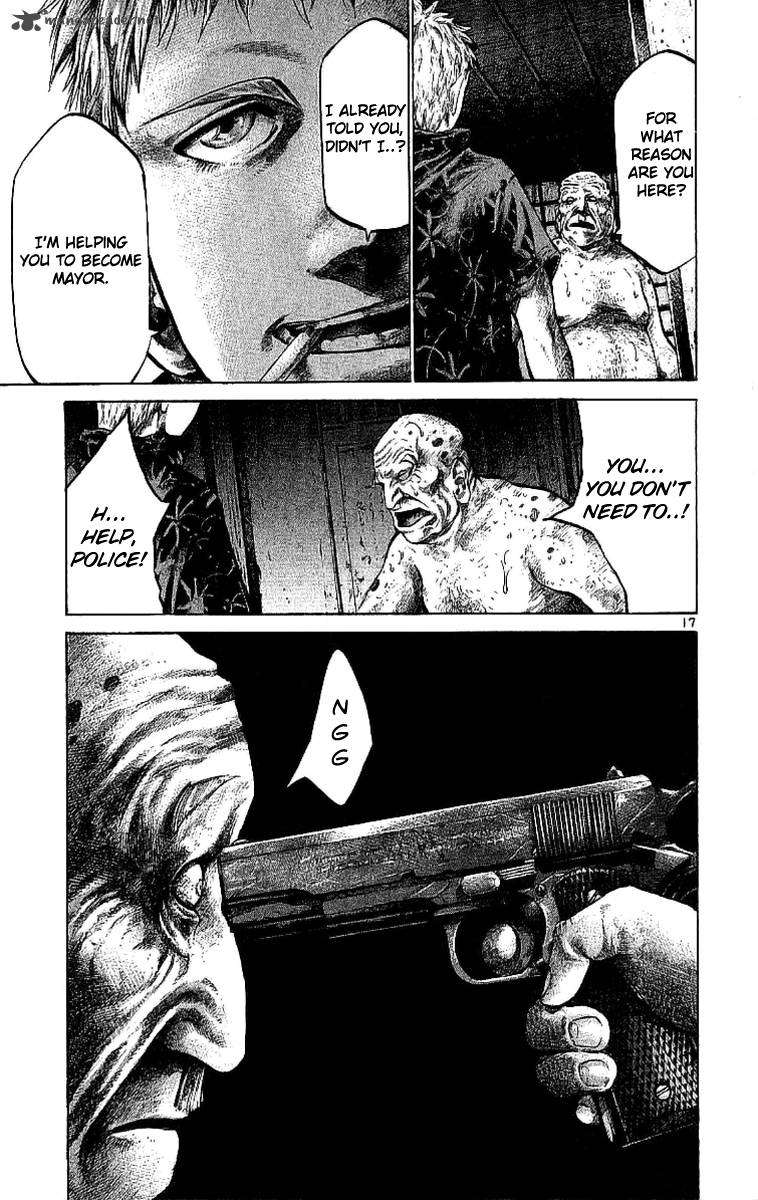 FOR
WHAT
REASON
ARE YOU
HERE?
I ALREADY
TOLD YOU,
DIDN'T I..?
I'M HELPING
YOU TO BECOME
MAYOR.
YOU...
YOU DON'T
NEED TO..!
H...
HELP,
POLICE!
17
N
G
G